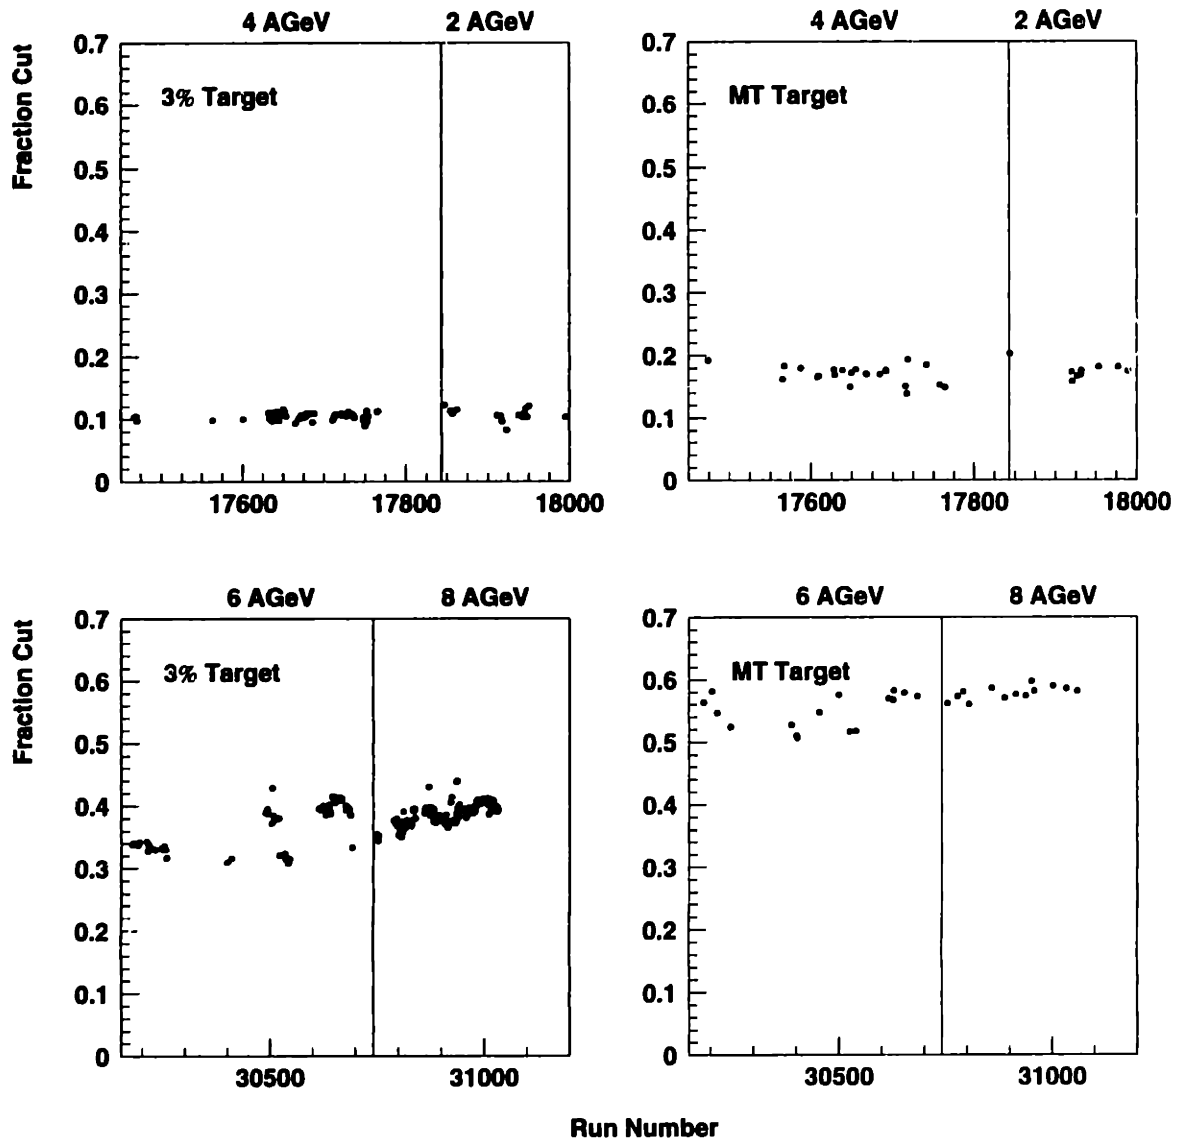 4 AGeV 2 AGeV 4 AGeV 2 AGeV
Fraction Cut
0.7 0.7
3% Target MT Target
0.6 0.6
0.5 0.5
0.4 0.4
0.3 0.3
0.2 0.2
0.1 0.1
0 0
17600 17800 18000 17600 17800 18000
6 AGeV 8 AGeV 6 AGeV 8 AGeV
Fraction Cut
0.7 0.7
3% Target MT Target
0.6 0.6
0.5 0.5
0.4 0.4
0.3 0.3
0.2 0.2
0.1 0.1
0 0
30500 31000 30500 31000
Run Number